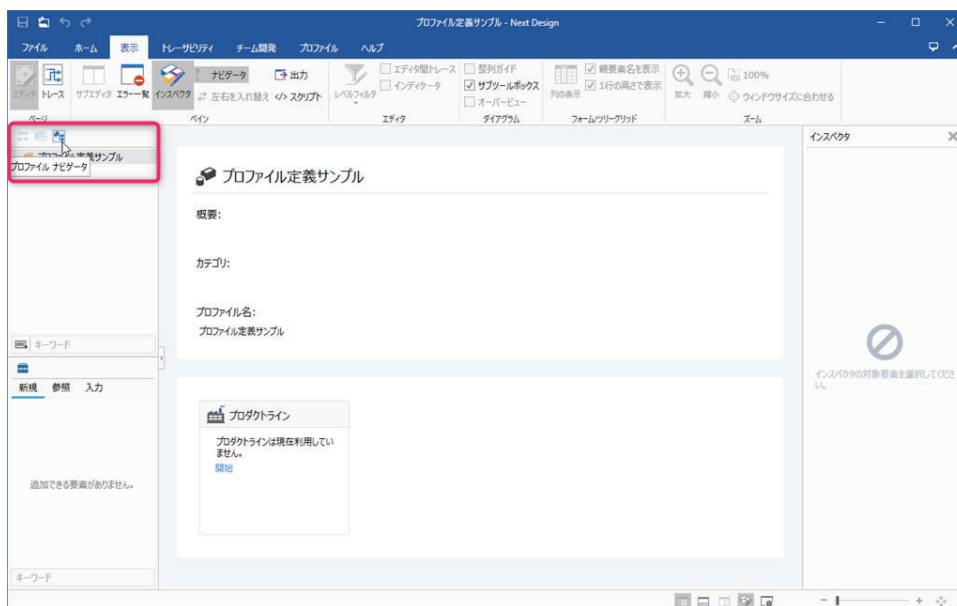 プロファイル定義サンプル - Next Design
ファイル ホーム 表示 トレーサビリティ チーム開発 プロファイル ヘルプ
エディタ トレース サブエディタ エラー一覧 インスペクタ ナビゲータ 出力 レベルフィルタ エディタ間トレース 整列ガイド 列の表示 親要素名を表示 拡大 縮小 100%
左右を入れ替え スクリプト インディケータ サブツールボックス 1行の高さで表示 ウィンドウサイズに合わせる
オーバービュー
ページ ペイン エディタ ダイアグラム フォーム/ツリーグリッド ズーム
プロファイル定義サンプル
プロファイル ナビゲータ
キーワード
新規 参照 入力
追加できる要素がありません。
キーワード
プロファイル定義サンプル
概要:
カテゴリ:
プロファイル名:
プロファイル定義サンプル
プロダクトライン
プロダクトラインは現在利用してい
ません。
開始
インスペクタ
インスペクタの対象要素を選択してくださ
い。